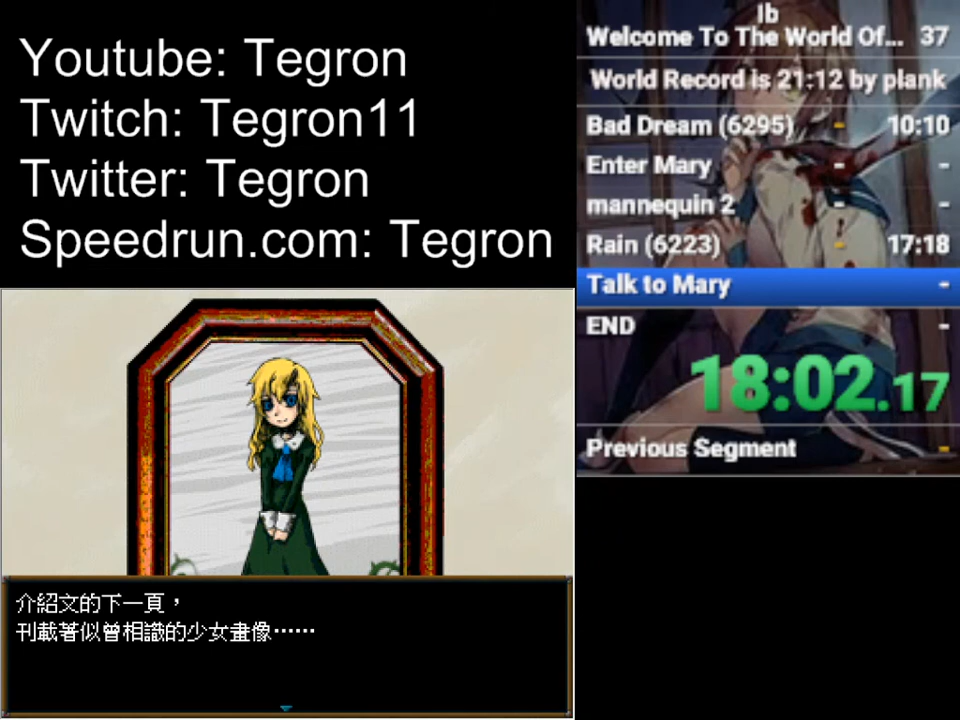 Youtube: Tegron
Twitch: Tegron11
Twitter: Tegron
Speedrun.com: Tegron
Ib
Welcome To The World Of... 37
World Record is 21:12 by plank
Bad Dream (6295) - 10:10
Enter Mary - -
mannequin 2 - -
Rain (6223) - 17:18
Talk to Mary -
END -
18:02.17
Previous Segment -
介紹文的下一頁，
刊載著似曾相識的少女畫像……